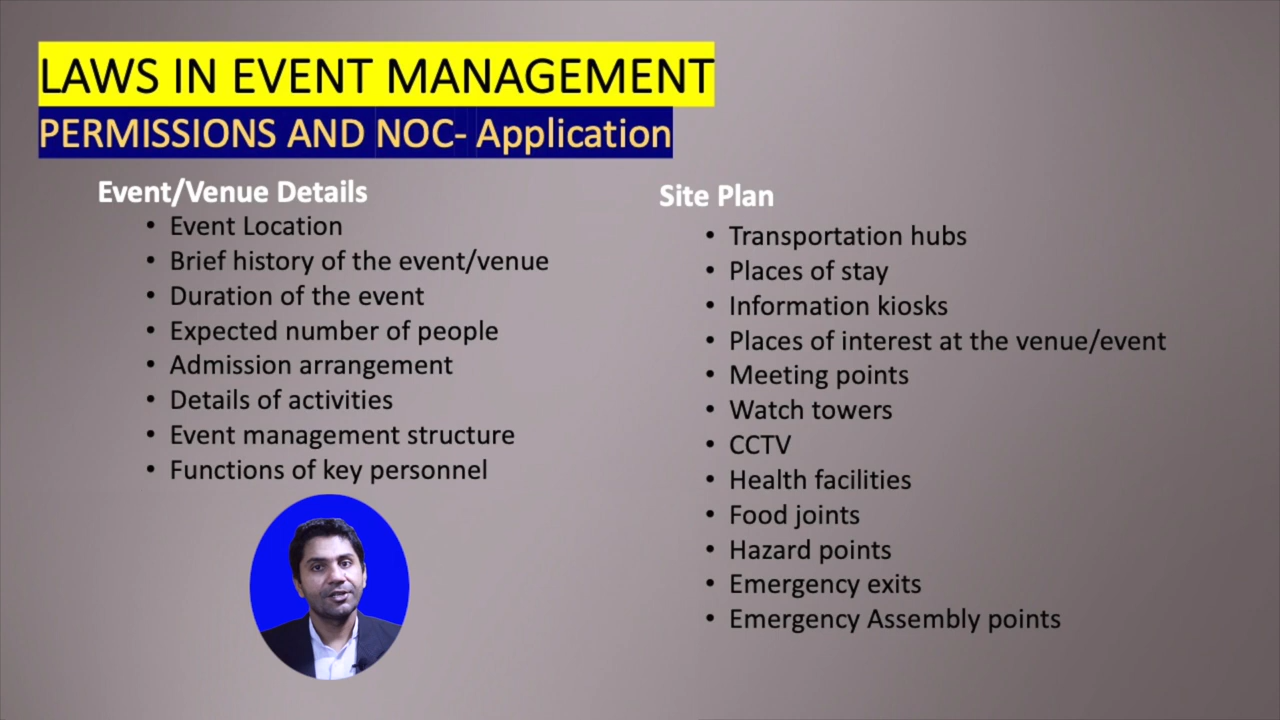 LAWS IN EVENT MANAGEMENT
PERMISSIONS AND NOC- Application
Event/Venue Details
• Event Location
• Brief history of the event/venue
• Duration of the event
• Expected number of people
• Admission arrangement
• Details of activities
• Event management structure
• Functions of key personnel
Site Plan
• Transportation hubs
• Places of stay
• Information kiosks
• Places of interest at the venue/event
• Meeting points
• Watch towers
• CCTV
• Health facilities
• Food joints
• Hazard points
• Emergency exits
• Emergency Assembly points